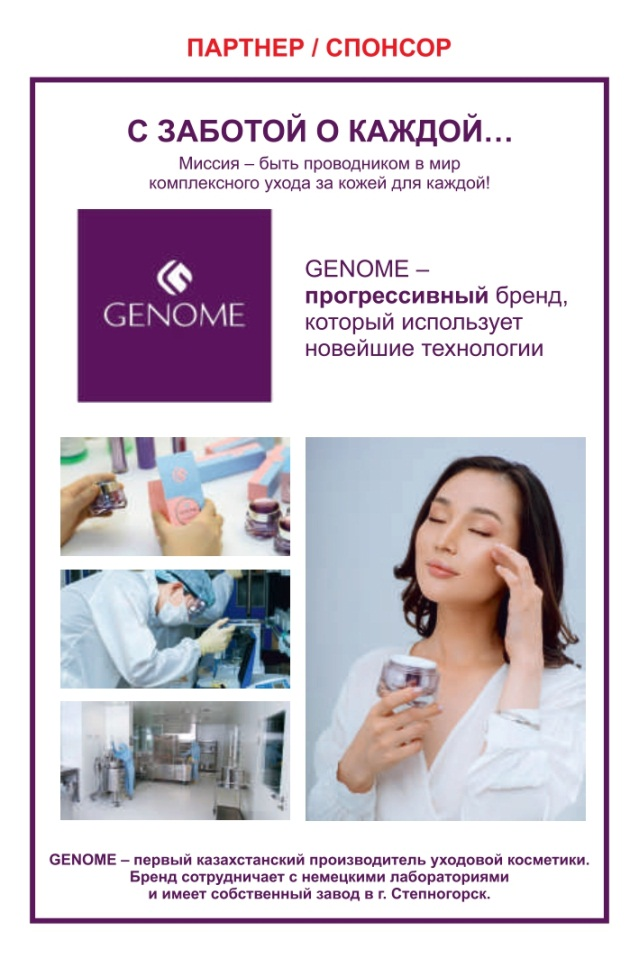 ПАРТНЕР / СПОНСОР
С ЗАБОТОЙ О КАЖДОЙ...
Миссия – быть проводником в мир
комплексного ухода за кожей для каждой!
GENOME
GENOME –
прогрессивный бренд,
который использует
новейшие технологии
GENOME – первый казахстанский производитель уходовой косметики.
Бренд сотрудничает с немецкими лабораториями
и имеет собственный завод в г. Степногорск.